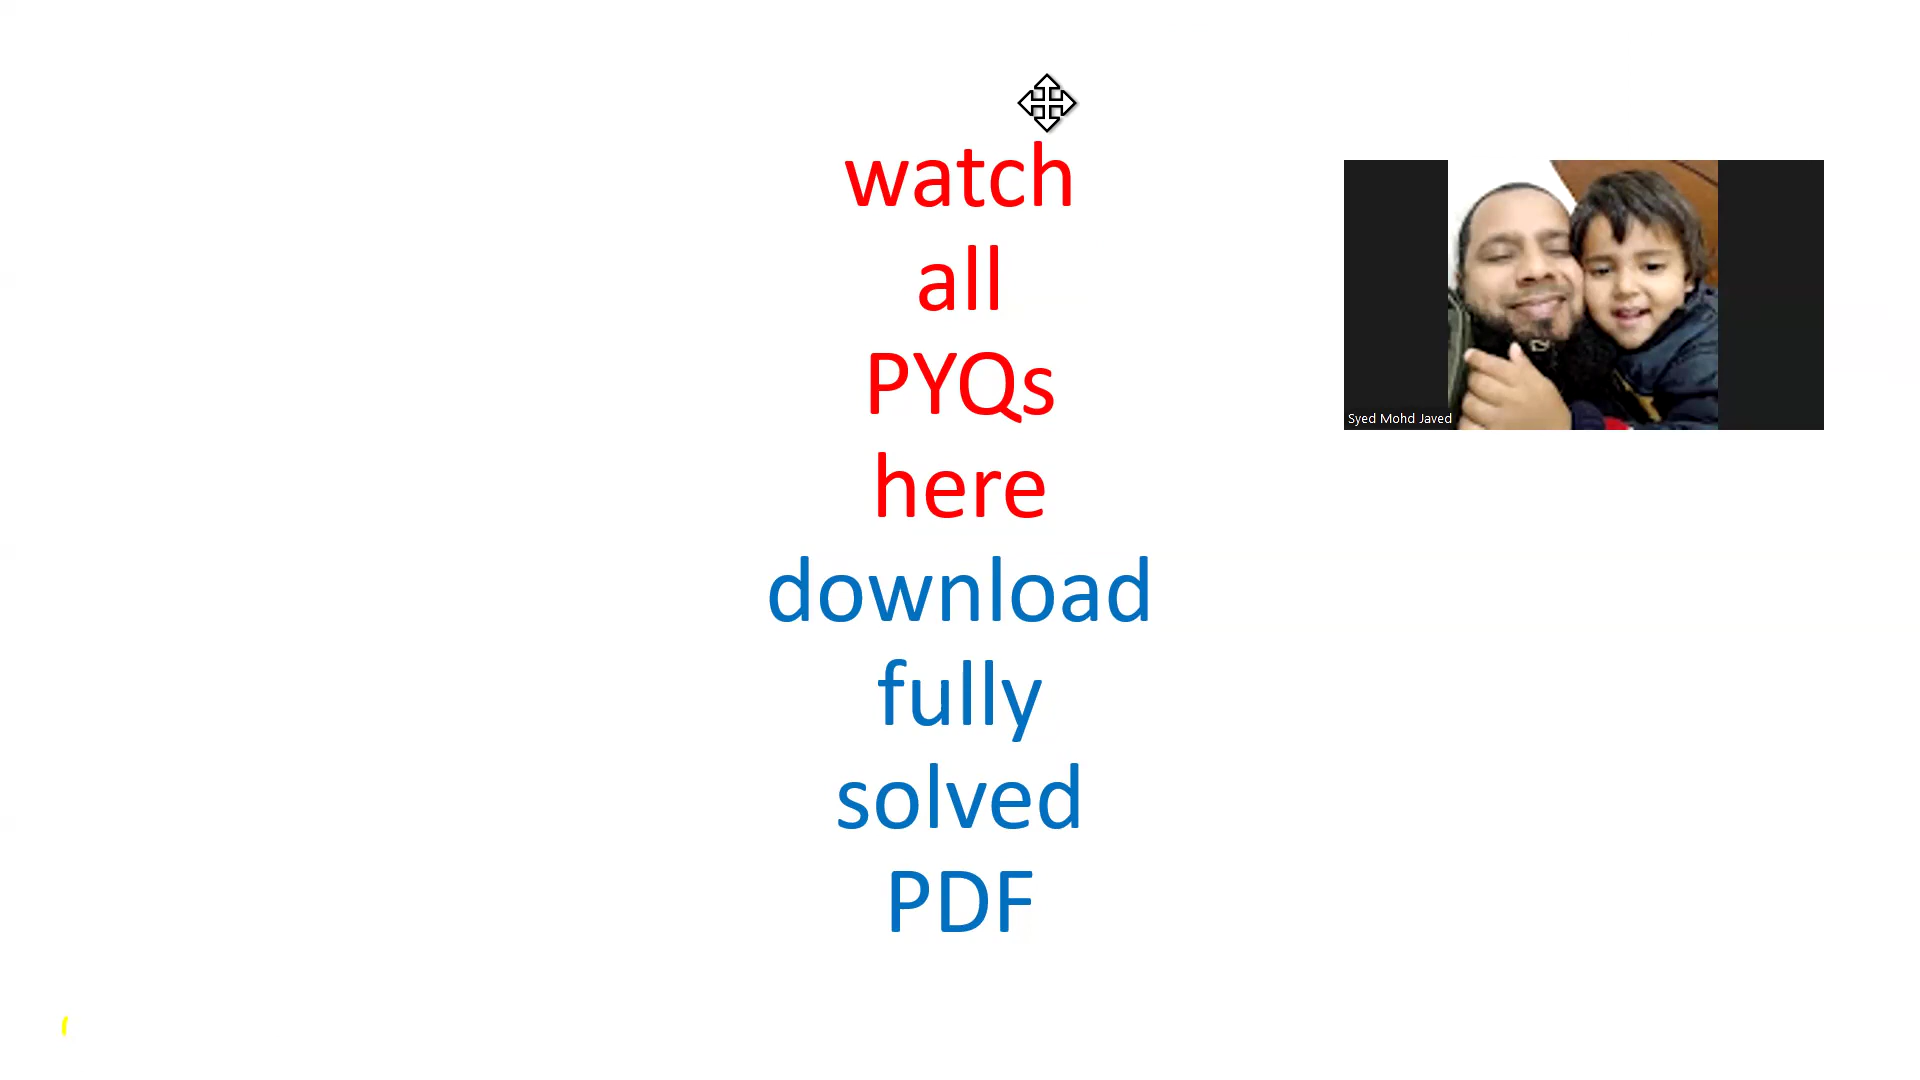 watch
all
PYQs
here
download
fully
solved
PDF
Syed Mohd Javed